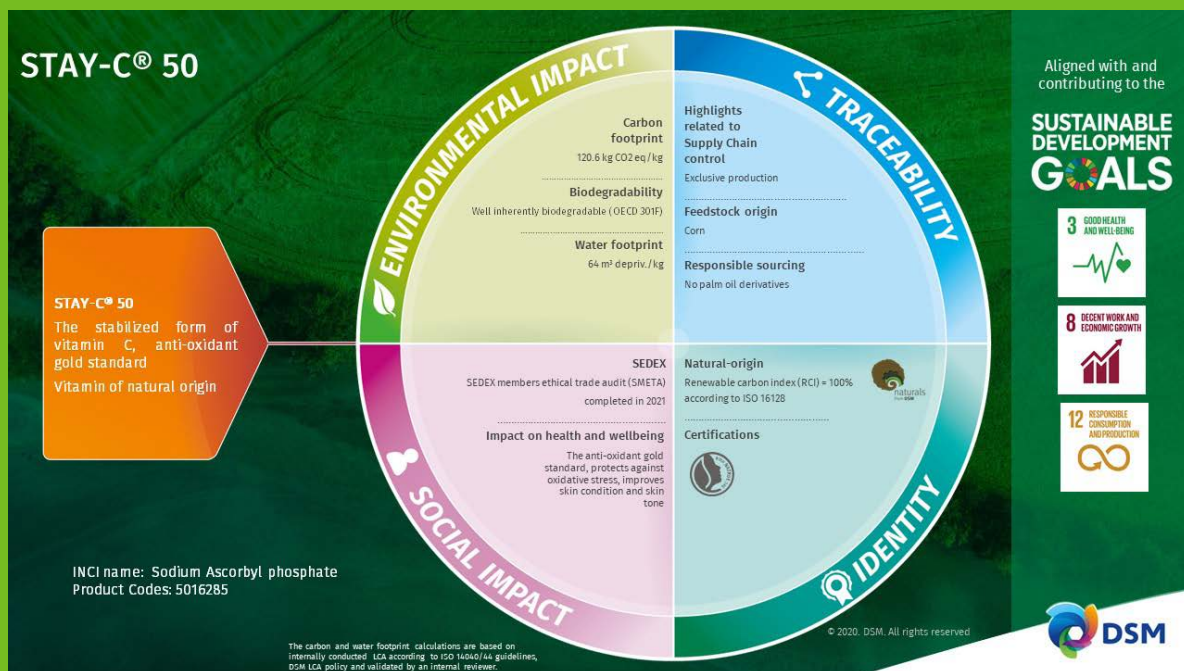 STAY-C® 50
ENVIRONMENTAL IMPACT
Carbon
footprint
120.6 kg CO2 eq/kg
Biodegradability
Well inherently biodegradable (OECD 301F)
Water footprint
64 m³ depriv./kg
TRACEABILITY
Highlights
related to
Supply Chain
control
Exclusive production
Feedstock origin
Corn
Responsible sourcing
No palm oil derivatives
STAY-C® 50
The stabilized form of
vitamin C, anti-oxidant
gold standard
Vitamin of natural origin
SOCIAL IMPACT
SEDEX
SEDEX members ethical trade audit (SMETA)
completed in 2021
Impact on health and wellbeing
The anti-oxidant gold
standard, protects against
oxidative stress, improves
skin condition and skin
tone
IDENTITY
Natural-origin
Renewable carbon index (RCI) = 100%
according to ISO 16128
naturals
from DSM
Certifications
Aligned with and
contributing to the
SUSTAINABLE
DEVELOPMENT
GOALS
3 GOOD HEALTH
AND WELL-BEING
8 DECENT WORK AND
ECONOMIC GROWTH
12 RESPONSIBLE
CONSUMPTION
AND PRODUCTION
INCI name: Sodium Ascorbyl phosphate
Product Codes: 5016285
The carbon and water footprint calculations are based on
internally conducted LCA according to ISO 14040/44 guidelines,
DSM LCA policy and validated by an internal reviewer.
© 2020. DSM. All rights reserved
DSM